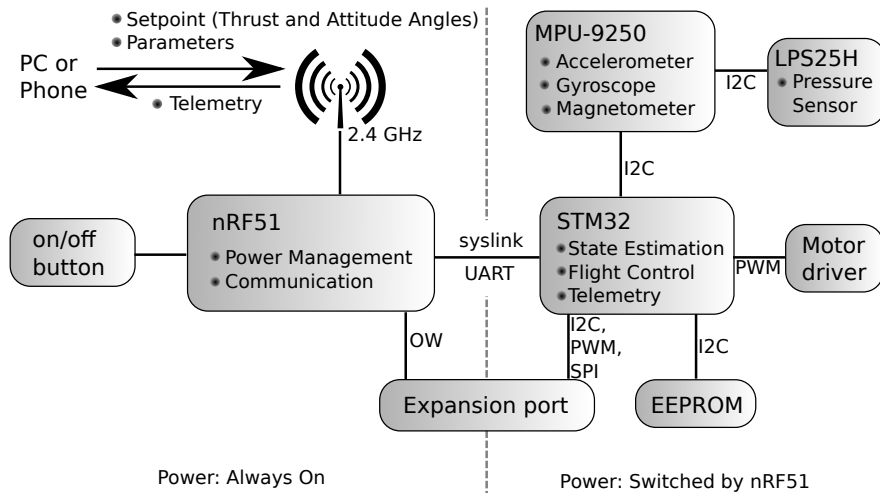 Setpoint (Thrust and Attitude Angles)
Parameters
PC or
Phone
Telemetry
2.4 GHz
MPU-9250
Accelerometer
Gyroscope
Magnetometer
I2C
LPS25H
Pressure
Sensor
I2C
on/off
button
nRF51
Power Management
Communication
syslink
UART
STM32
State Estimation
Flight Control
Telemetry
PWM
Motor
driver
OW
I2C,
PWM,
SPI
I2C
Expansion port
EEPROM
Power: Always On
Power: Switched by nRF51